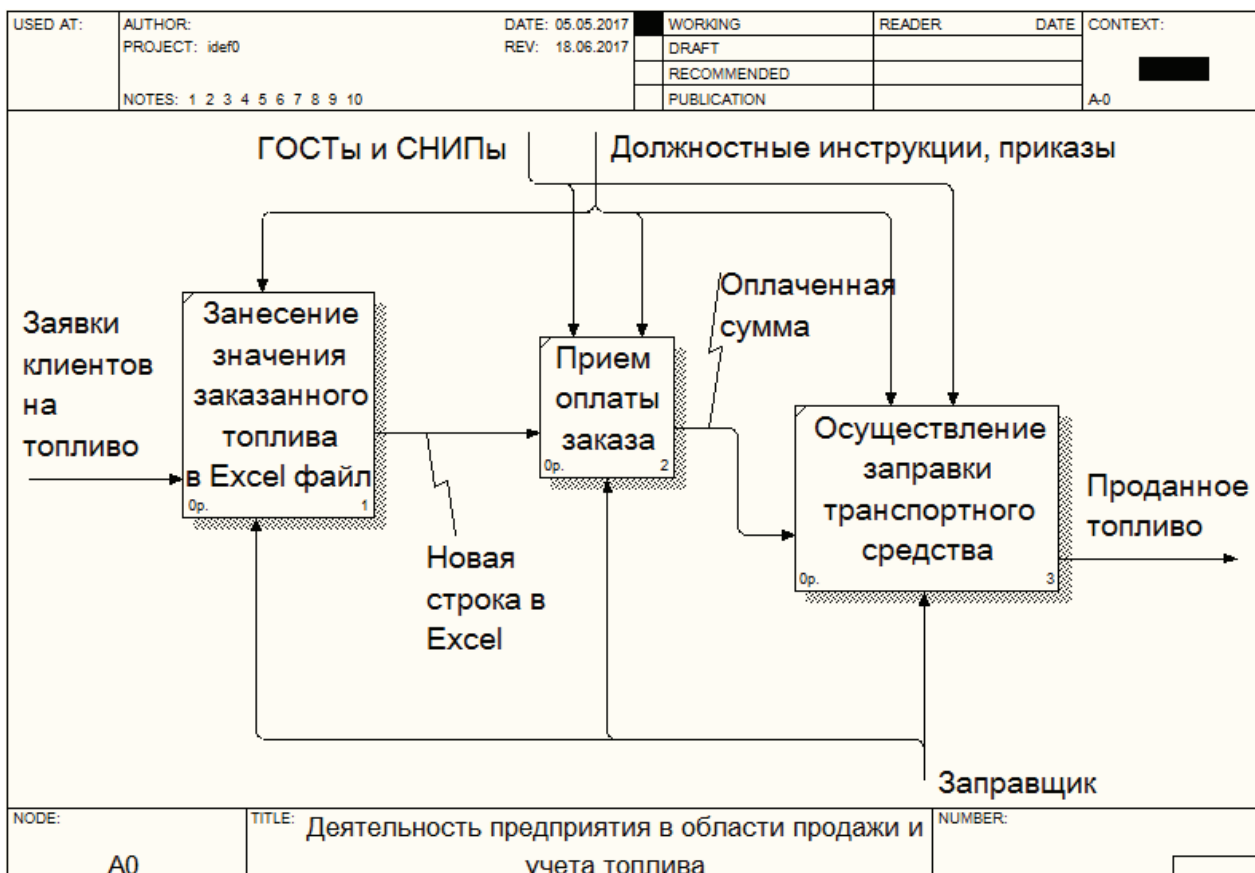 USED AT:
AUTHOR:
DATE: 05.05.2017
PROJECT: idef0
REV: 18.06.2017
NOTES: 1 2 3 4 5 6 7 8 9 10
WORKING
DRAFT
RECOMMENDED
PUBLICATION
READER
DATE
CONTEXT:
A-0
ГОСТы и СНИПы
Должностные инструкции, приказы
Заявки
клиентов
на
топливо
Занесение
значения
заказанного
топлива
в Excel файл
0р.
1
Новая
строка в
Excel
Прием
оплаты
заказа
0р.
2
Оплаченная
сумма
Осуществление
заправки
транспортного
средства
0р.
3
Проданное
топливо
Заправщик
NODE:
A0
TITLE:
Деятельность предприятия в области продажи и
учета топлива
NUMBER: